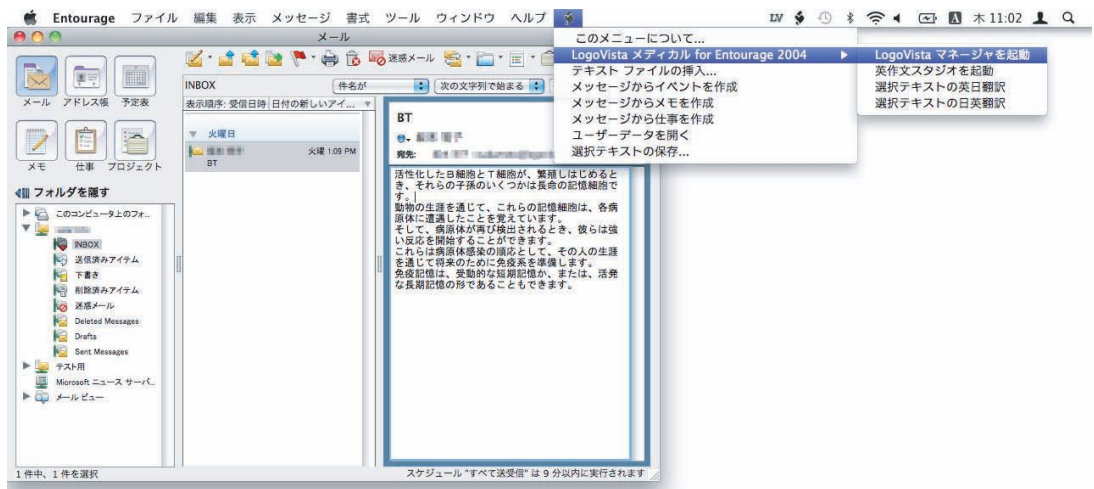 Entourage ファイル 編集 表示 メッセージ 書式 ツール ウィンドウ ヘルプ
LV
木 11:02
メール
メール アドレス帳 予定表
メモ 仕事 プロジェクト
フォルダを隠す
このコンピュータ上のフォ...
INBOX
送信済みアイテム
下書き
削除済みアイテム
迷惑メール
Deleted Messages
Drafts
Sent Messages
テスト用
Microsoft ニュース サーバ...
メール ビュー
1 件中、1 件を選択
迷惑メール
INBOX
件名が
次の文字列で始まる
表示順序: 受信日時
日付の新しいアイ...
火曜日
火曜 1:09 PM
BT
BT
宛先:
活性化したB細胞とT細胞が、繁殖しはじめると
き、それらの子孫のいくつかは長命の記憶細胞で
す。
動物の生涯を通じて、これらの記憶細胞は、各病
原体に遭遇したことを覚えています。
そして、病原体が再び検出されるとき、彼らは強
い反応を開始することができます。
これらは病原体感染の順応として、その人の生涯
を通じて将来のために免疫系を準備します。
免疫記憶は、受動的な短期記憶か、または、活発
な長期記憶の形であることもできます。
スケジュール "すべて送受信" は 9 分以内に実行されます
このメニューについて...
LogoVista メディカル for Entourage 2004
テキスト ファイルの挿入...
メッセージからイベントを作成
メッセージからメモを作成
メッセージから仕事を作成
ユーザーデータを開く
選択テキストの保存...
LogoVista マネージャを起動
英作文スタジオを起動
選択テキストの英日翻訳
選択テキストの日英翻訳